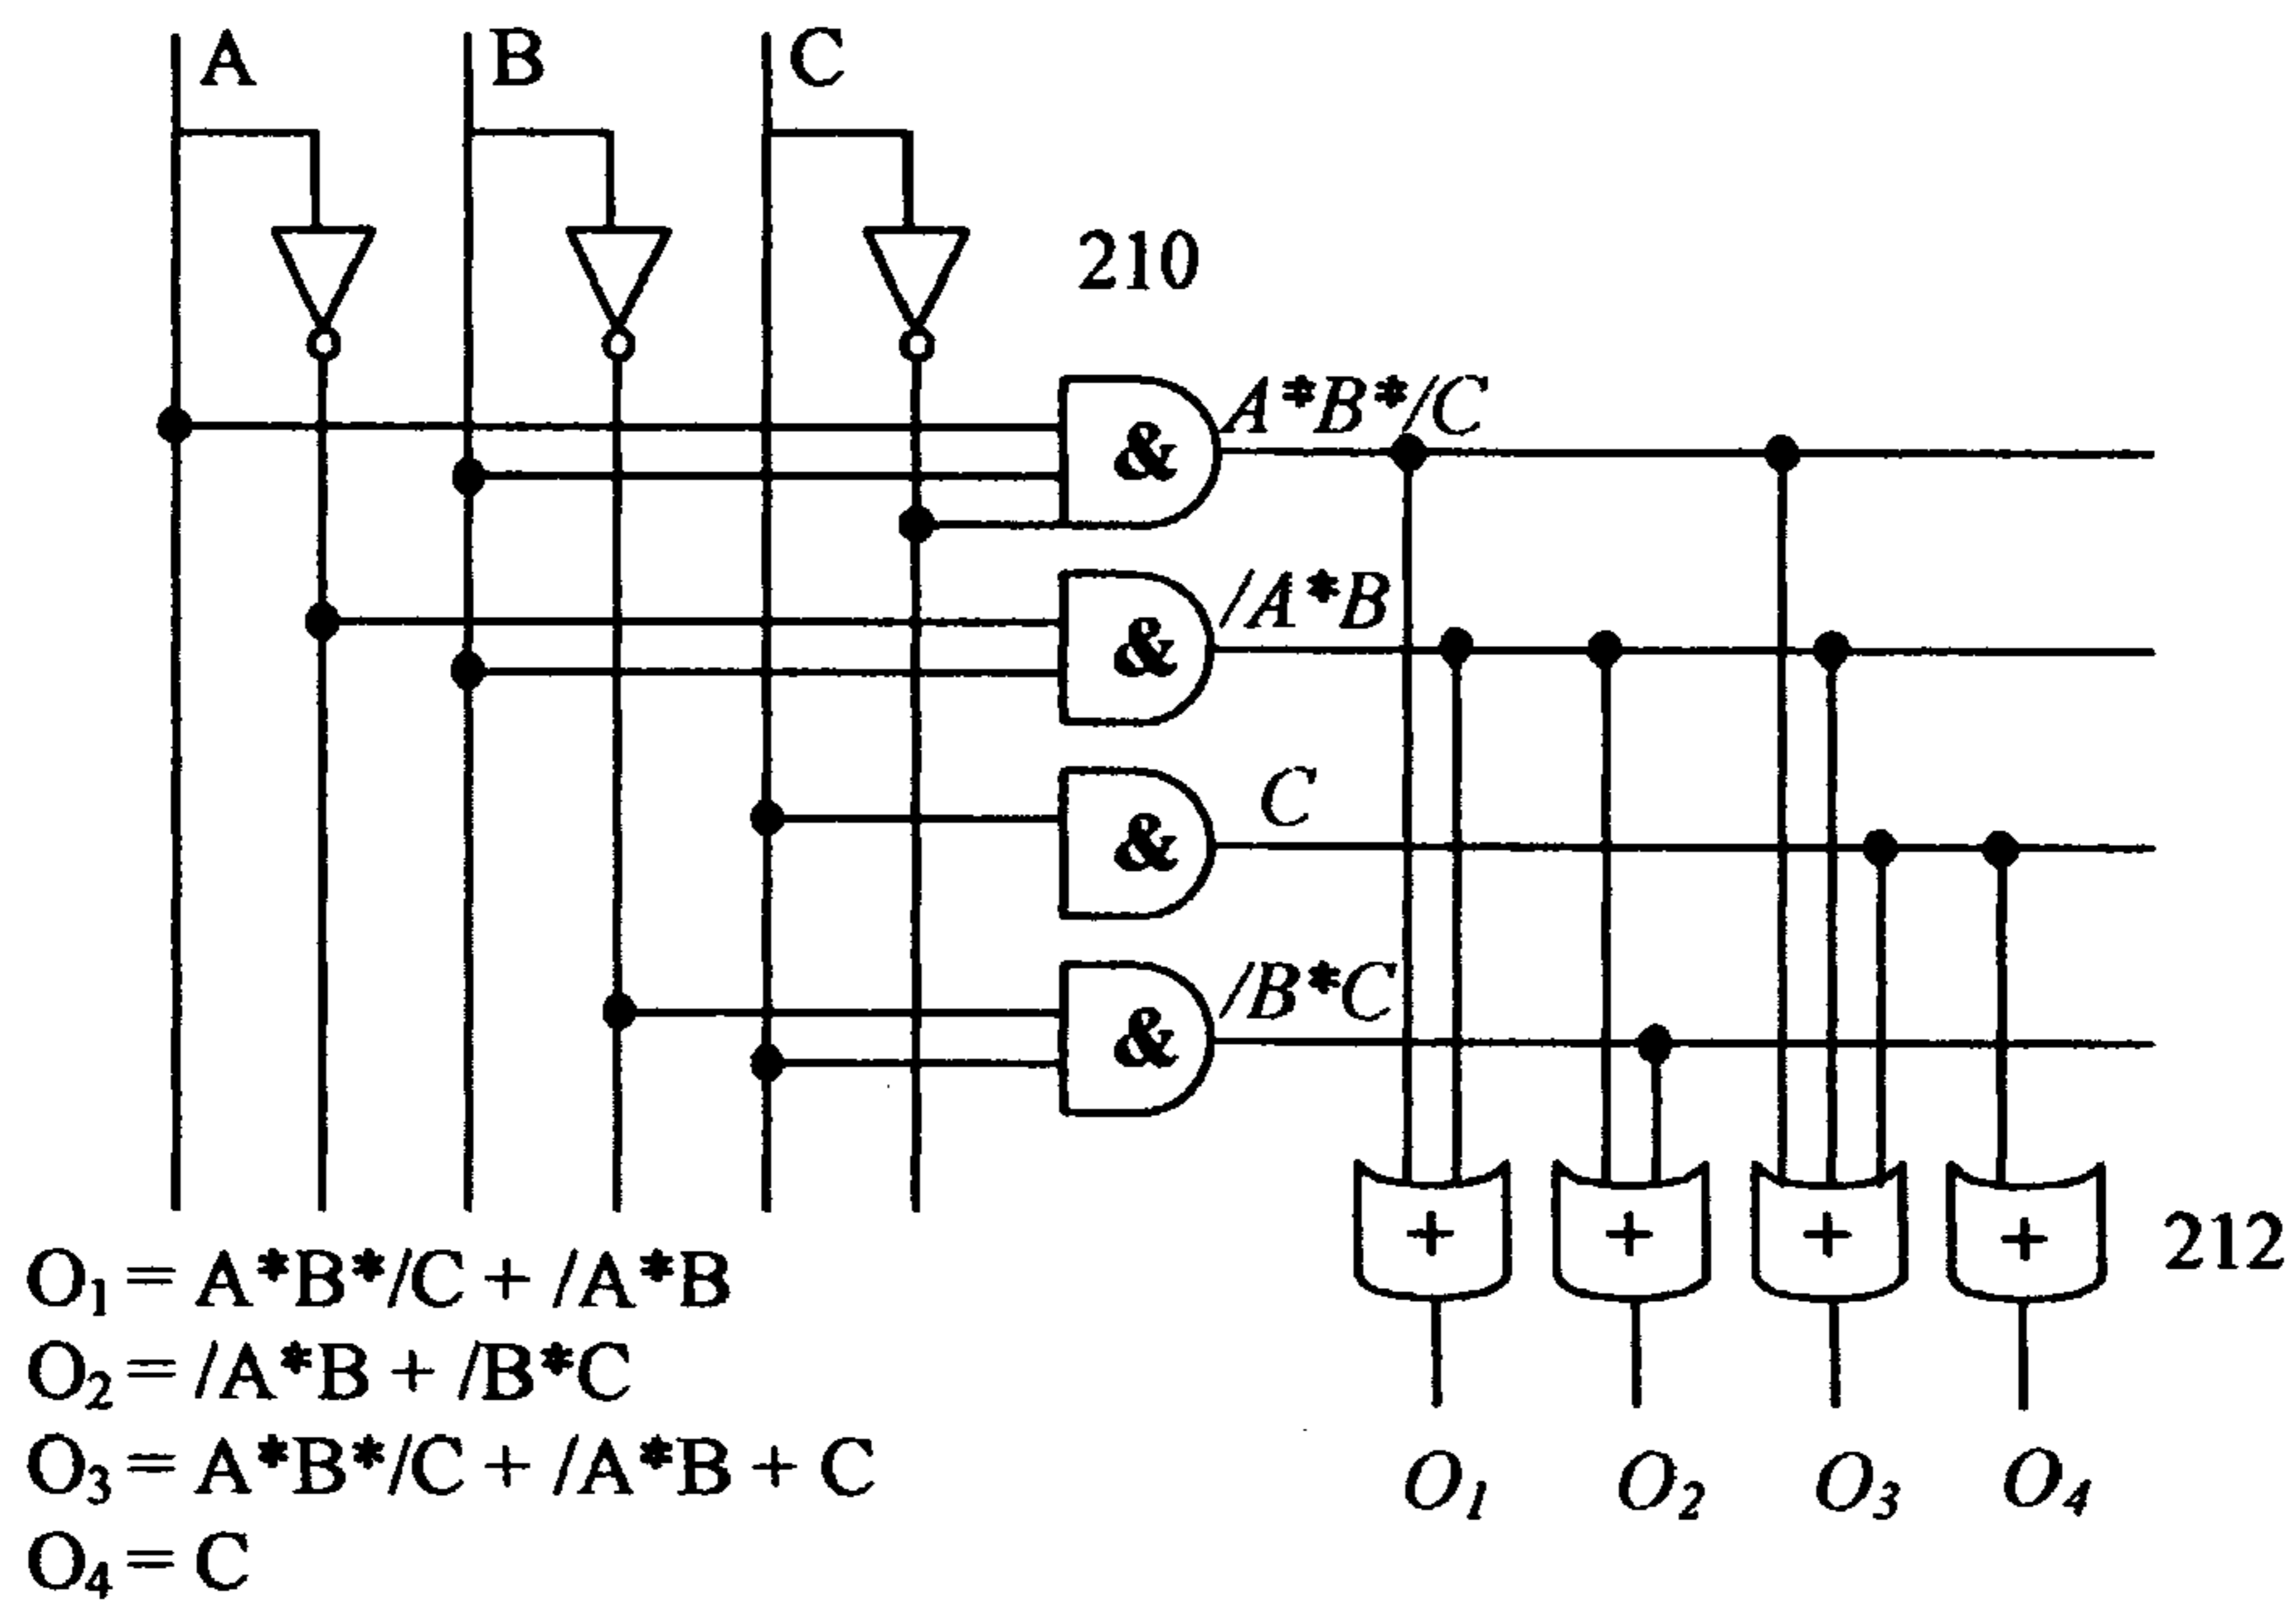 A B C
210
A*B*/C
&
/A*B
&
C
&
/B*C
&
+ + + + 212
O1 O2 O3 O4
O1 = A*B*/C + /A*B
O2 = /A*B + /B*C
O3 = A*B*/C + /A*B + C
O4 = C